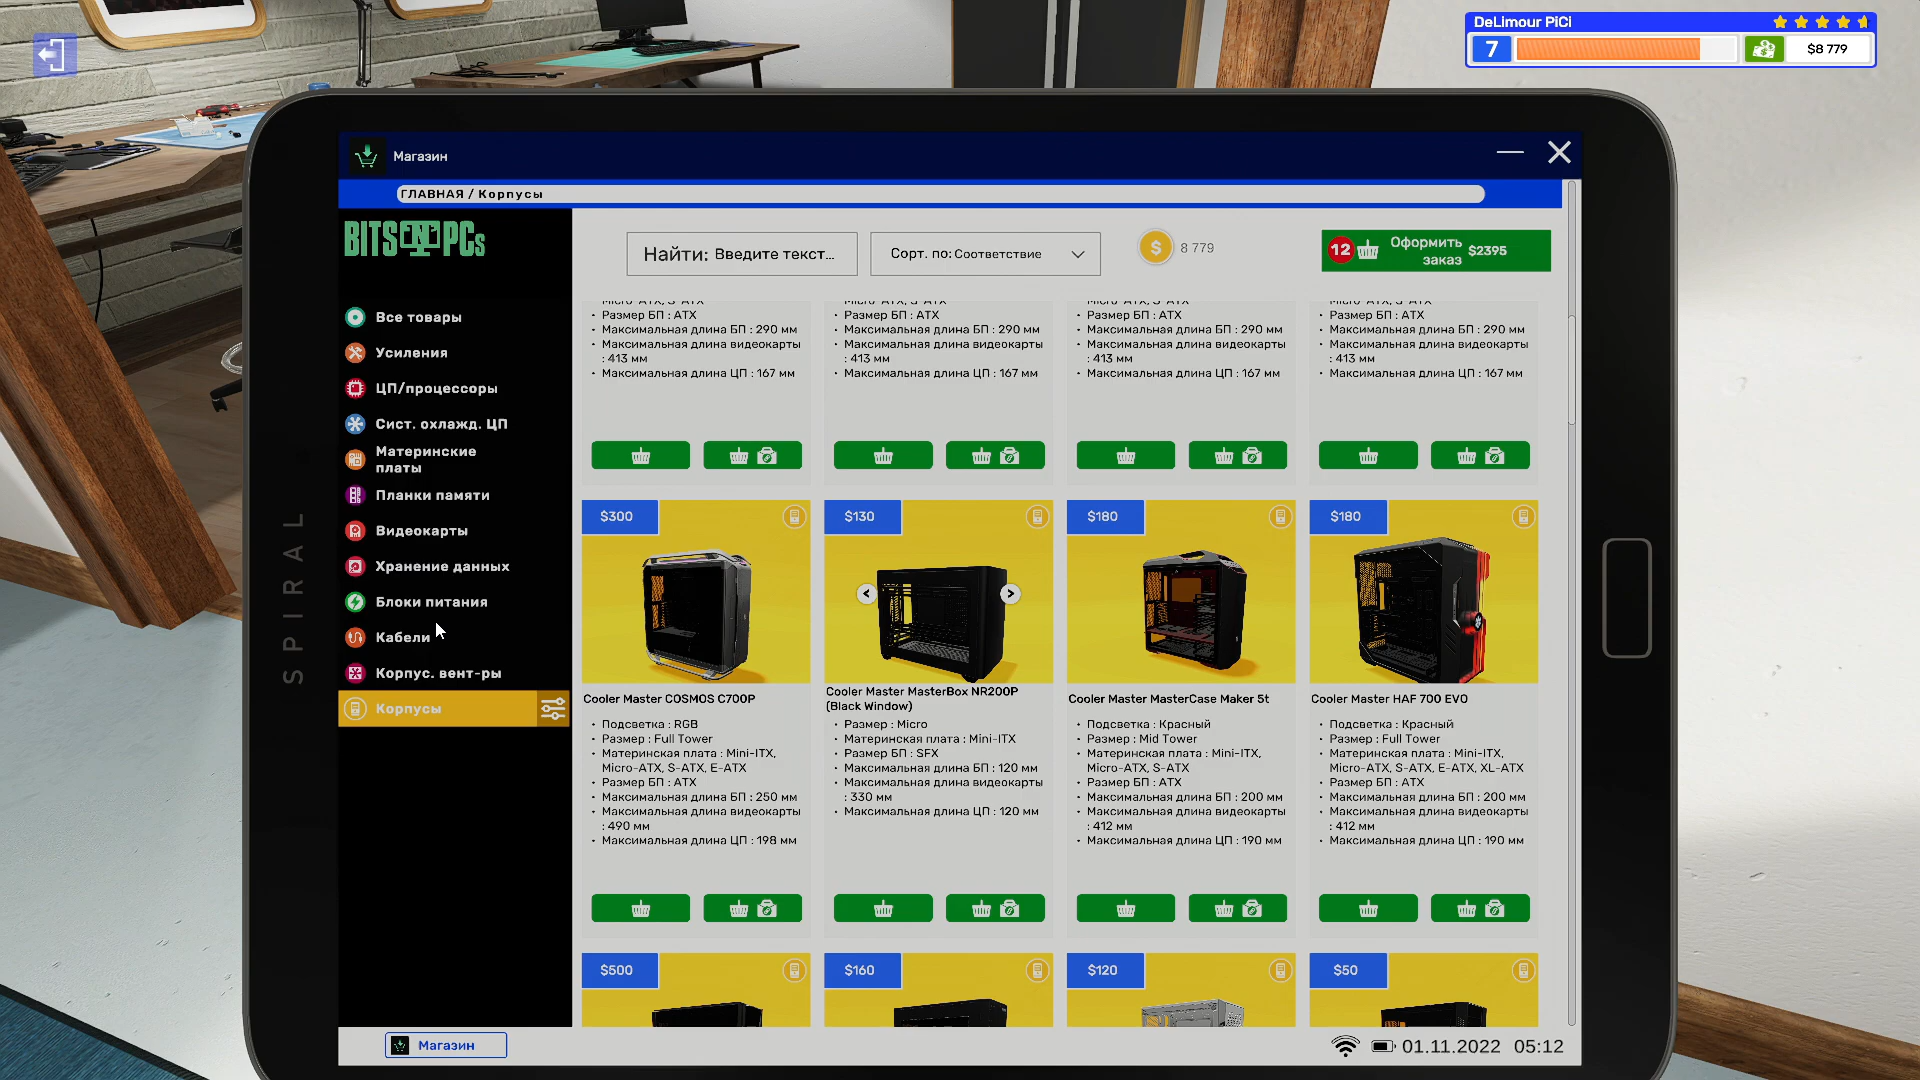 DeLimour PiCi
7
$8 779
Магазин
ГЛАВНАЯ / Корпусы
BITS N PCs
Найти: Введите текст...
Сорт. по: Соответствие
$
8 779
12
Оформить заказ
$2395
Все товары
Усиления
ЦП/процессоры
Сист. охлажд. ЦП
Материнские
платы
Планки памяти
Видеокарты
Хранение данных
Блоки питания
Кабели
Корпус. вент-ры
Корпусы
Micro-ATX, S-ATX
• Размер БП : ATX
• Максимальная длина БП : 290 мм
• Максимальная длина видеокарты
: 413 мм
• Максимальная длина ЦП : 167 мм
Micro-ATX, S-ATX
• Размер БП : ATX
• Максимальная длина БП : 290 мм
• Максимальная длина видеокарты
: 413 мм
• Максимальная длина ЦП : 167 мм
Micro-ATX, S-ATX
• Размер БП : ATX
• Максимальная длина БП : 290 мм
• Максимальная длина видеокарты
: 413 мм
• Максимальная длина ЦП : 167 мм
Micro-ATX, S-ATX
• Размер БП : ATX
• Максимальная длина БП : 290 мм
• Максимальная длина видеокарты
: 413 мм
• Максимальная длина ЦП : 167 мм
$300
Cooler Master COSMOS C700P
• Подсветка : RGB
• Размер : Full Tower
• Материнская плата : Mini-ITX,
Micro-ATX, S-ATX, E-ATX
• Размер БП : ATX
• Максимальная длина БП : 250 мм
• Максимальная длина видеокарты
: 490 мм
• Максимальная длина ЦП : 198 мм
$130
Cooler Master MasterBox NR200P
(Black Window)
• Размер : Micro
• Материнская плата : Mini-ITX
• Размер БП : SFX
• Максимальная длина БП : 120 мм
• Максимальная длина видеокарты
: 330 мм
• Максимальная длина ЦП : 120 мм
$180
Cooler Master MasterCase Maker 5t
• Подсветка : Красный
• Размер : Mid Tower
• Материнская плата : Mini-ITX,
Micro-ATX, S-ATX
• Размер БП : ATX
• Максимальная длина БП : 200 мм
• Максимальная длина видеокарты
: 412 мм
• Максимальная длина ЦП : 190 мм
$180
Cooler Master HAF 700 EVO
• Подсветка : Красный
• Размер : Full Tower
• Материнская плата : Mini-ITX,
Micro-ATX, S-ATX, E-ATX, XL-ATX
• Размер БП : ATX
• Максимальная длина БП : 200 мм
• Максимальная длина видеокарты
: 412 мм
• Максимальная длина ЦП : 190 мм
$500
$160
$120
$50
SPIRAL
Магазин
01.11.2022 05:12